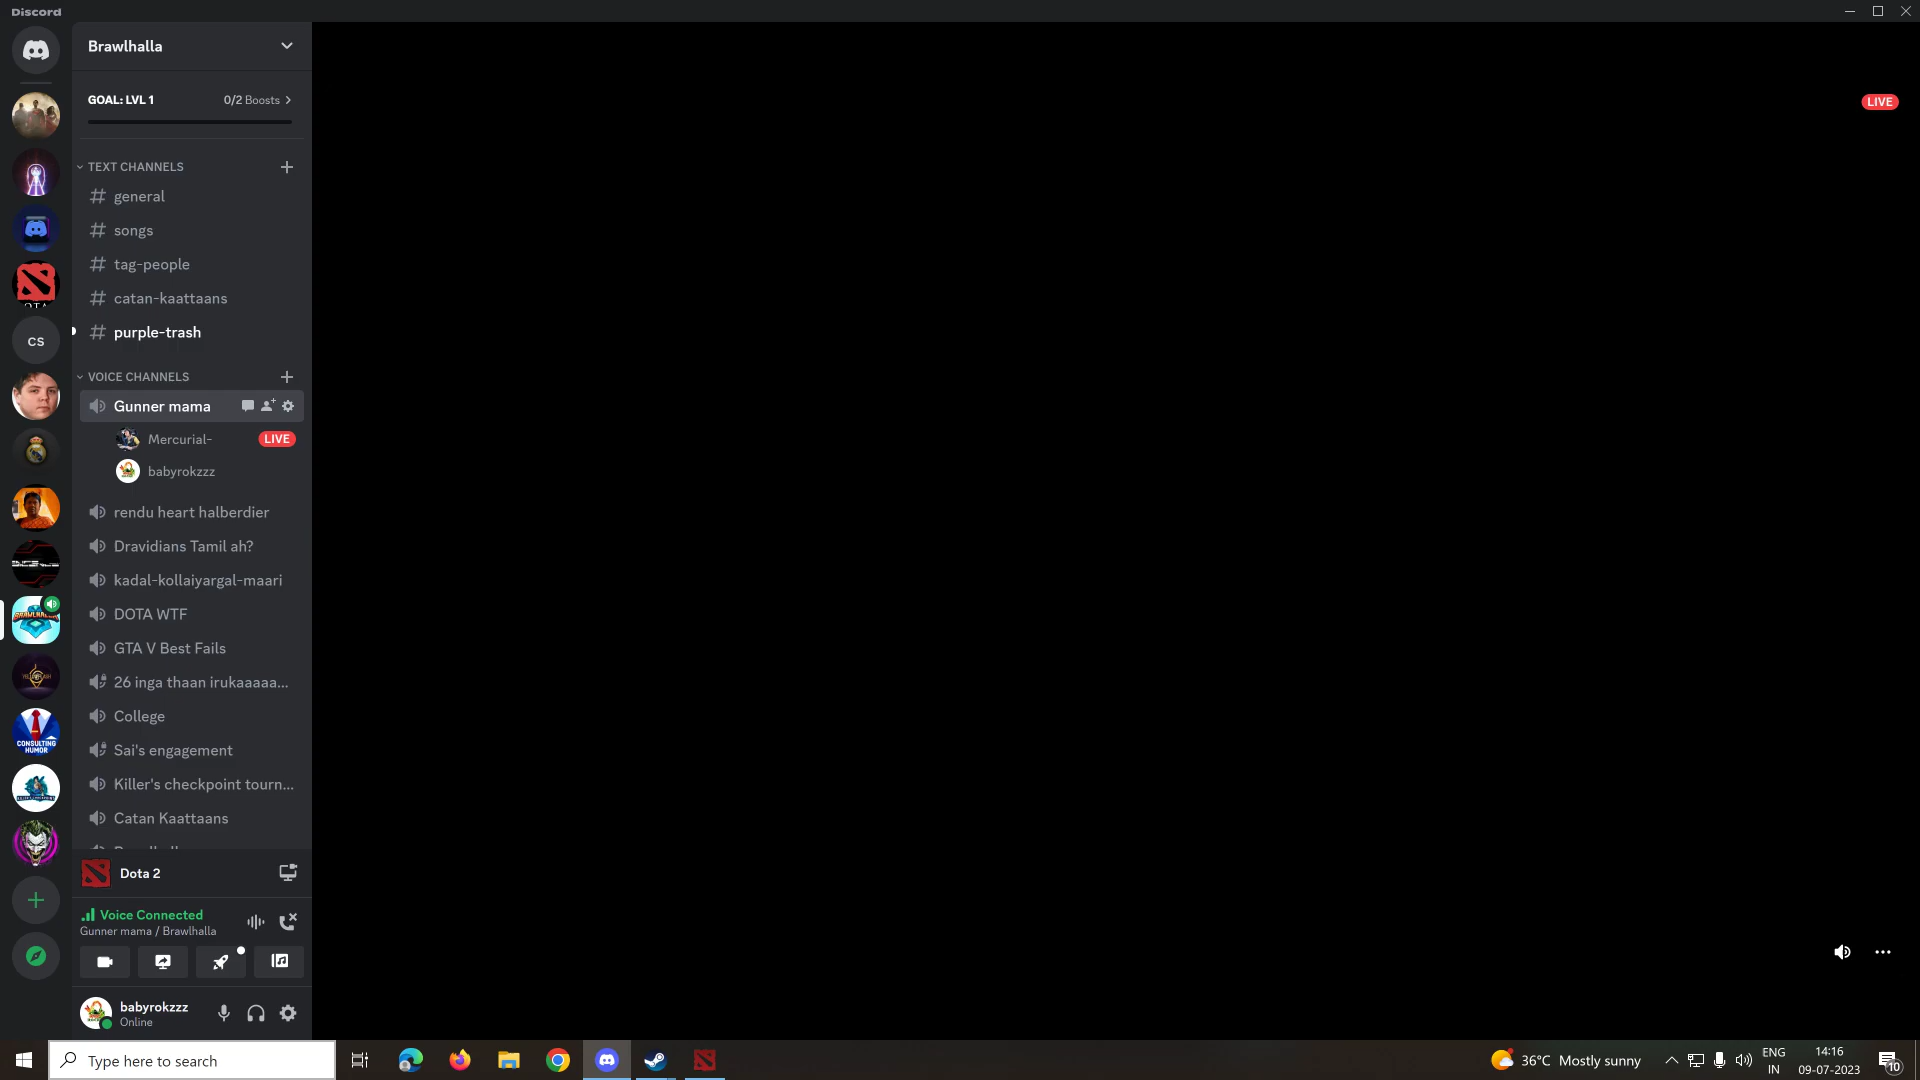 Discord
Brawlhalla
GOAL: LVL 1 0/2 Boosts
LIVE
TEXT CHANNELS
general
songs
tag-people
catan-kaattaans
purple-trash
CS
VOICE CHANNELS
Gunner mama
Mercurial- LIVE
babyrokzzz
rendu heart halberdier
Dravidians Tamil ah?
kadal-kollaiyargal-maari
DOTA WTF
GTA V Best Fails
26 inga thaan irukaaaaa...
College
Sai's engagement
CONSULTING
HUMOR
Killer's checkpoint tourn...
Catan Kaattaans
Dota 2
Voice Connected
Gunner mama / Brawlhalla
babyrokzzz
Online
Type here to search
36°C Mostly sunny
ENG
IN
14:16
09-07-2023
10